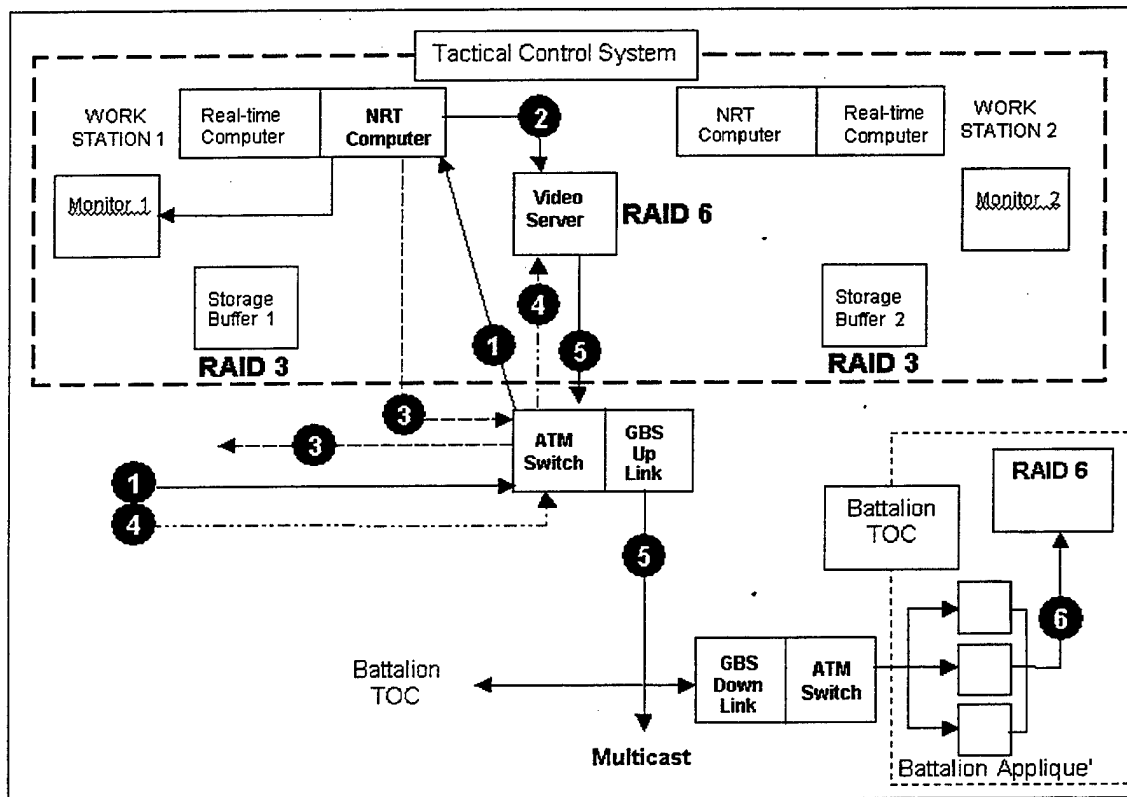 Tactical Control System
WORK
STATION 1
Real-time
Computer
NRT
Computer
2
NRT
Computer
Real-time
Computer
WORK
STATION 2
Monitor 1
Video
Server
RAID 6
Monitor 2
Storage
Buffer 1
RAID 3
4
1
5
Storage
Buffer 2
RAID 3
3
3
ATM
Switch
GBS
Up
Link
1
4
5
Battalion
TOC
RAID 6
6
Battalion
TOC
GBS
Down
Link
ATM
Switch
Multicast
Battalion Applique'